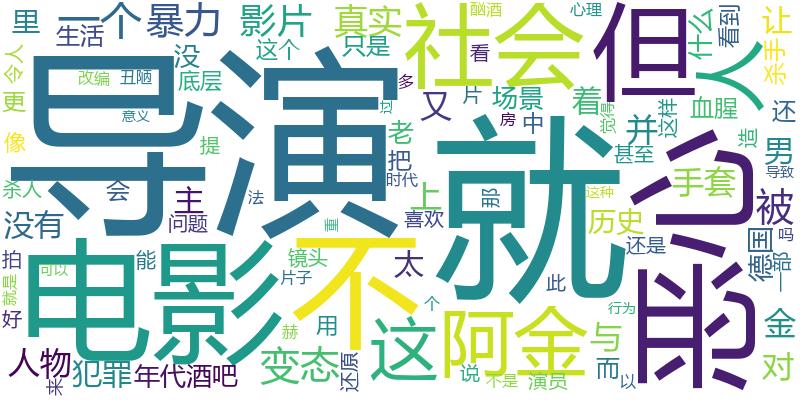 里 一个 暴力 影片 真实 酗酒 心理 什么 看到 让
生活 没 这个 只是 社会 看 但 人 杀手
令人 更 改编 丑陋 底层 多 片 场景 着 血腥 还
像 意义 导演 提 老 又 中 房 觉得 并 这样 造 男
杀人 会 主 法 把 时代 就 那 甚至 恶心 手套 导致
没有 问题 重 上 喜欢 历史 被
拍 可以 能 电影 镜头 不 太 此 还是 德国 一部 吗
就是 片子 这 个 阿金 这种 金
好 赫 用 与 行为
人物 来 犯罪 年代 酒吧 还原 变态 说 不是 演员 而 以 对
过